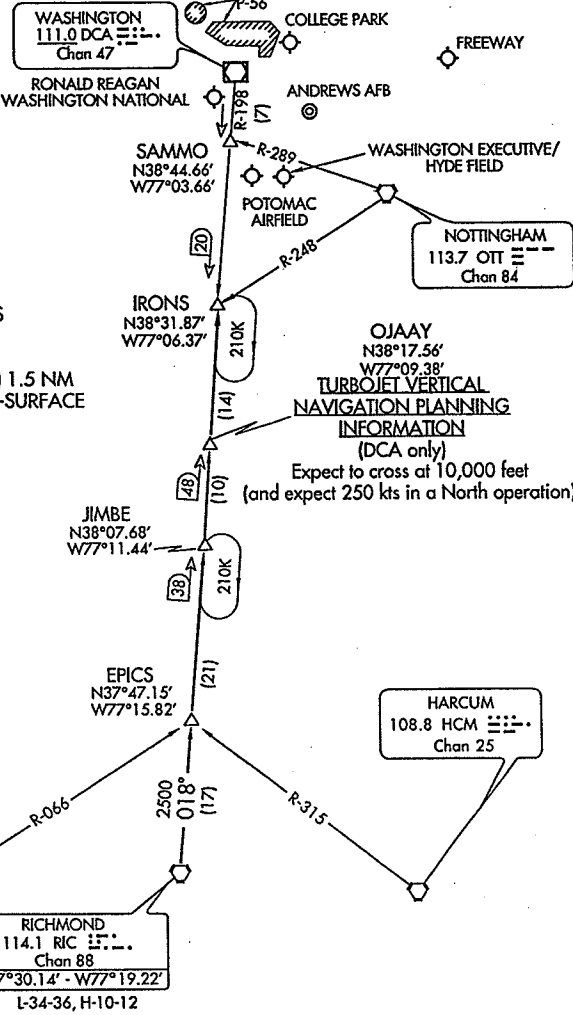 P-56
WASHINGTON
111.0 DCA
Chan 47
COLLEGE PARK
FREEWAY
RONALD REAGAN
WASHINGTON NATIONAL
ANDREWS AFB
R-198
(7)
SAMMO
N38°44.66'
W77°03.66'
R-289
WASHINGTON EXECUTIVE/
HYDE FIELD
POTOMAC
AIRFIELD
NOTTINGHAM
113.7 OTT
Chan 84
20
R-248
IRONS
N38°31.87'
W77°06.37'
210K
S
1.5 NM
-SURFACE
OJAAY
N38°17.56'
W77°09.38'
TURBOJET VERTICAL
NAVIGATION PLANNING
INFORMATION
(DCA only)
Expect to cross at 10,000 feet
(and expect 250 kts in a North operation)
(14)
48
(10)
JIMBE
N38°07.68'
W77°11.44'
38
210K
EPICS
N37°47.15'
W77°15.82'
(21)
HARCUM
108.8 HCM
Chan 25
R-066
2500
018°
(17)
R-315
RICHMOND
114.1 RIC
Chan 88
7°30.14' - W77°19.22'
L-34-36, H-10-12